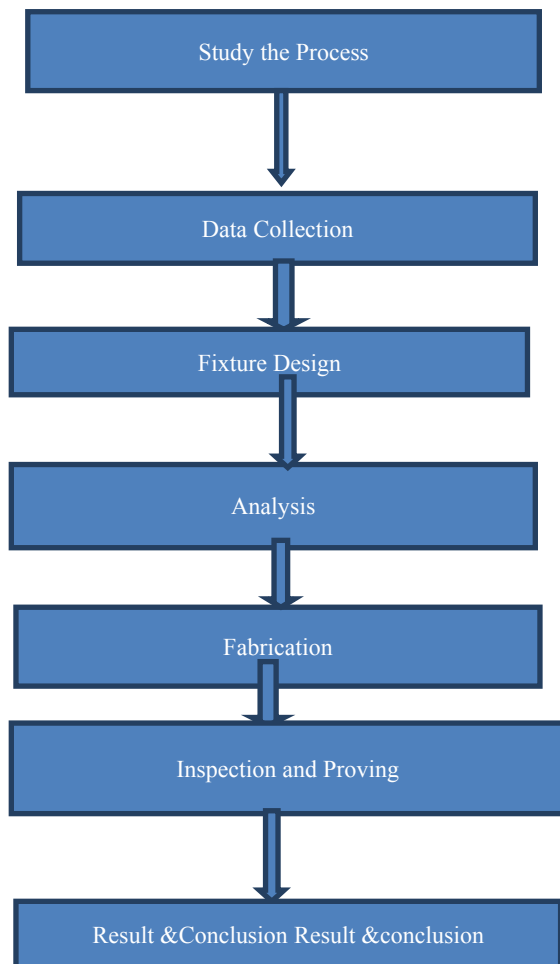 Study the Process
Data Collection
Fixture Design
Analysis
Fabrication
Inspection and Proving
Result &Conclusion Result &conclusion